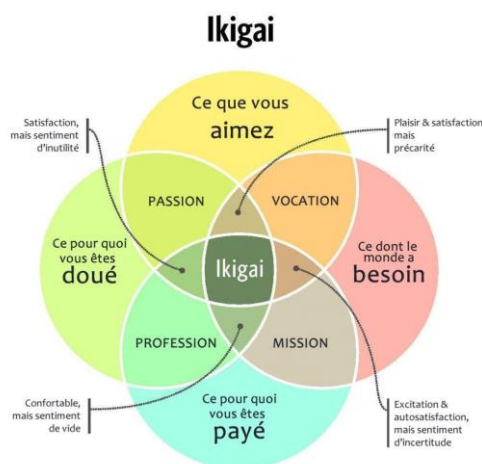 Ikigai
Ce que vous
aimez
Satisfaction,
mais sentiment
d'inutilité
Plaisir & satisfaction
mais
précarité
PASSION
VOCATION
Ce pour quoi
vous êtes
doué
Ikigai
Ce dont le
monde a
besoin
PROFESSION
MISSION
Confortable,
mais sentiment
de vide
Ce pour quoi
vous êtes
payé
Excitation &
autosatisfaction,
mais sentiment
d'incertitude